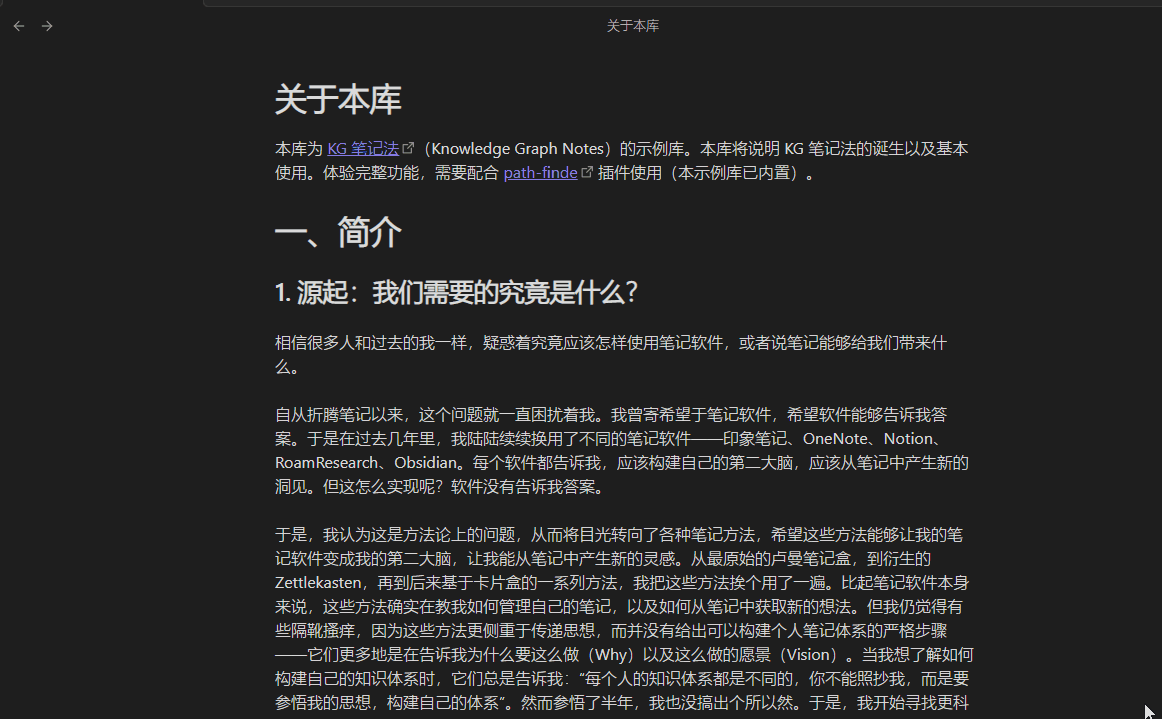 关于本库
关于本库
本库为 KG 笔记法（Knowledge Graph Notes）的示例库。本库将说明 KG 笔记法的诞生以及基本
使用。体验完整功能，需要配合 path-finde 插件使用（本示例库已内置）。
一、简介
1. 源起：我们需要的究竟是什么？
相信很多人和过去的我一样，疑惑着究竟应该怎样使用笔记软件，或者说笔记能够给我们带来什
么。
自从折腾笔记以来，这个问题就一直困扰着我。我曾寄希望于笔记软件，希望软件能够告诉我答
案。于是在过去几年里，我陆陆续续换用了不同的笔记软件——印象笔记、OneNote、Notion、
RoamResearch、Obsidian。每个软件都告诉我，应该构建自己的第二大脑，应该从笔记中产生新的
洞见。但这怎么实现呢？软件没有告诉我答案。
于是，我认为这是方法论上的问题，从而将目光转向了各种笔记方法，希望这些方法能够让我的笔
记软件变成我的第二大脑，让我能从笔记中产生新的灵感。从最原始的卢曼笔记盒，到衍生的
Zettlekasten，再到后来基于卡片盒的一系列方法，我把这些方法挨个用了一遍。比起笔记软件本身
来说，这些方法确实在教我如何管理自己的笔记，以及如何从笔记中获取新的想法。但我仍觉得有
些隔靴搔痒，因为这些方法更侧重于传递思想，而并没有给出可以构建个人笔记体系的严格步骤
——它们更多地是在告诉我为什么要这么做（Why）以及这么做的愿景（Vision）。当我想了解如何
构建自己的知识体系时，它们总是告诉我：“每个人的知识体系都是不同的，你不能照抄我，而是要
参悟我的思想，构建自己的体系”。然而参悟了半年，我也没搞出个所以然。于是，我开始寻找更科